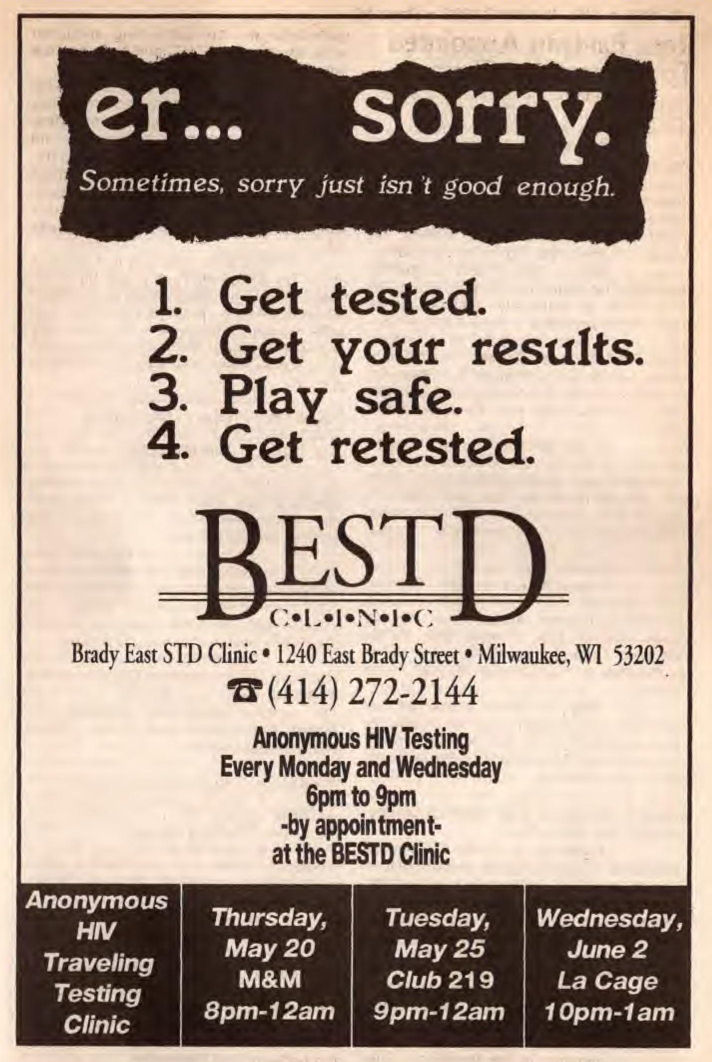 er... sorry.
Sometimes, sorry just isn't good enough.
1. Get tested.
2. Get your results.
3. Play safe.
4. Get retested.
BESTD
C•L•I•N•I•C
Brady East STD Clinic • 1240 East Brady Street • Milwaukee, WI 53202
☎(414) 272-2144
Anonymous HIV Testing
Every Monday and Wednesday
6pm to 9pm
-by appointment-
at the BESTD Clinic
Anonymous
HIV
Traveling
Testing
Clinic
Thursday,
May 20
M&M
8pm-12am
Tuesday,
May 25
Club 219
9pm-12am
Wednesday,
June 2
La Cage
10pm-1am